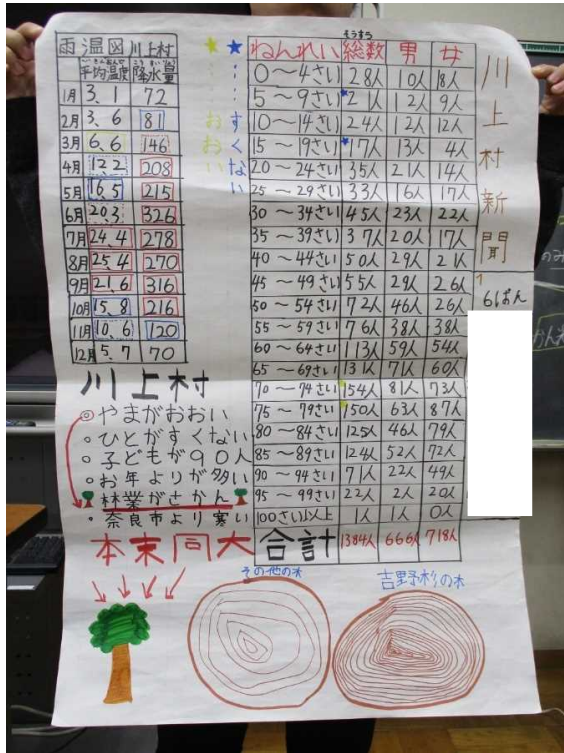 川上村新聞
6ぱん
雨温図 川上村
へいきんおんど こうすいりょう
平均温度 降水量
1月 3.1 72
2月 3.6 81
3月 6.6 146
4月 12.2 208
5月 16.5 215
6月 20.3 326
7月 24.4 278
8月 25.4 270
9月 21.6 316
10月 15.8 216
11月 10.6 120
12月 5.7 70
★……すくない
★……おおい
そうすう
ねんれい 総数 男 女
0〜4さい 28人 10人 18人
5〜9さい ★21人 12人 9人
10〜14さい 24人 12人 12人
15〜19さい ★17人 13人 4人
20〜24さい 35人 21人 14人
25〜29さい 33人 16人 17人
30〜34さい 45人 23人 22人
35〜39さい 37人 20人 17人
40〜44さい 50人 29人 21人
45〜49さい 55人 29人 26人
50〜54さい 72人 46人 26人
55〜59さい 76人 38人 38人
60〜64さい 113人 59人 54人
65〜69さい 131人 71人 60人
70〜74さい 154人 81人 73人
75〜79さい 150人 63人 87人
80〜84さい 125人 46人 79人
85〜89さい 124人 52人 72人
90〜94さい 71人 22人 49人
95〜99さい 22人 2人 20人
100さい以上 1人 1人 0人
合計 1384人 666人 718人
川上村
◎やまがおおい
○ひとがすくない
○子どもが90人
○お年よりが多い
林業がさかん
・奈良市より寒い
本末同大
その他の木
吉野杉の木